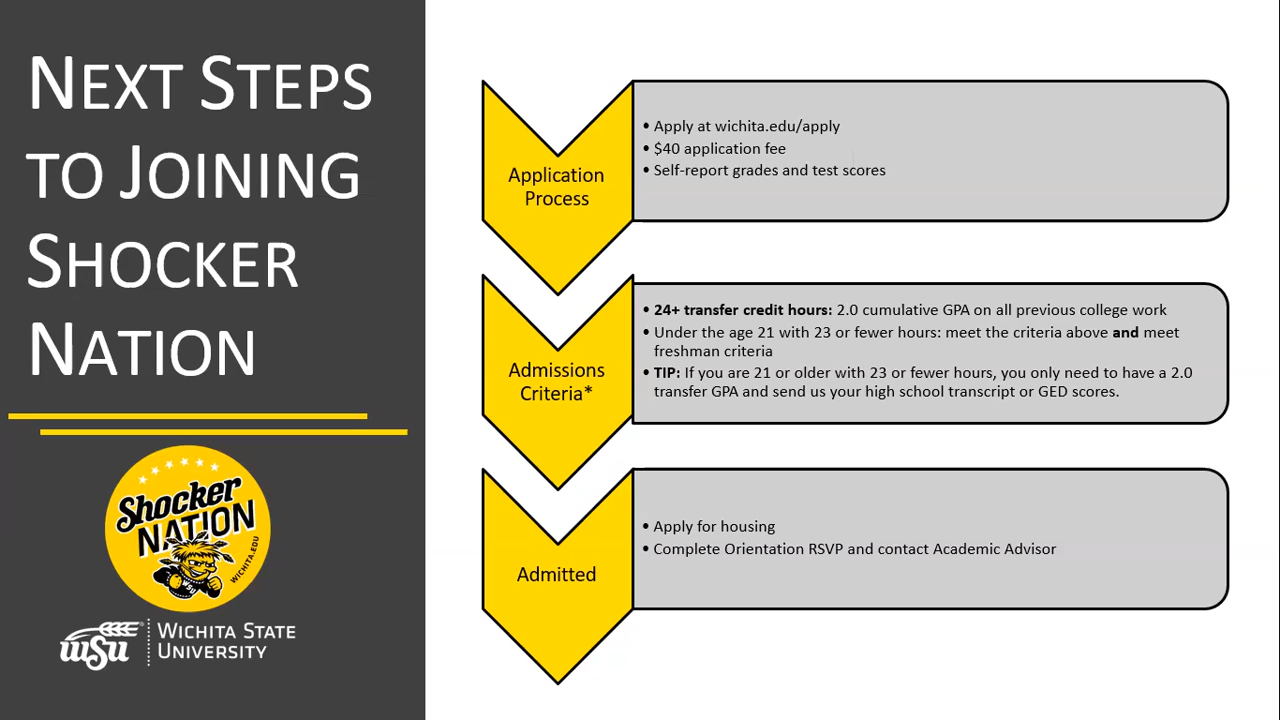 NEXT STEPS
TO JOINING
SHOCKER
NATION
Shocker
NATION
WICHITA.EDU
wsu
WICHITA STATE
UNIVERSITY
Application
Process
• Apply at wichita.edu/apply
• $40 application fee
• Self-report grades and test scores
Admissions
Criteria*
• 24+ transfer credit hours: 2.0 cumulative GPA on all previous college work
• Under the age 21 with 23 or fewer hours: meet the criteria above and meet
freshman criteria
• TIP: If you are 21 or older with 23 or fewer hours, you only need to have a 2.0
transfer GPA and send us your high school transcript or GED scores.
Admitted
• Apply for housing
• Complete Orientation RSVP and contact Academic Advisor